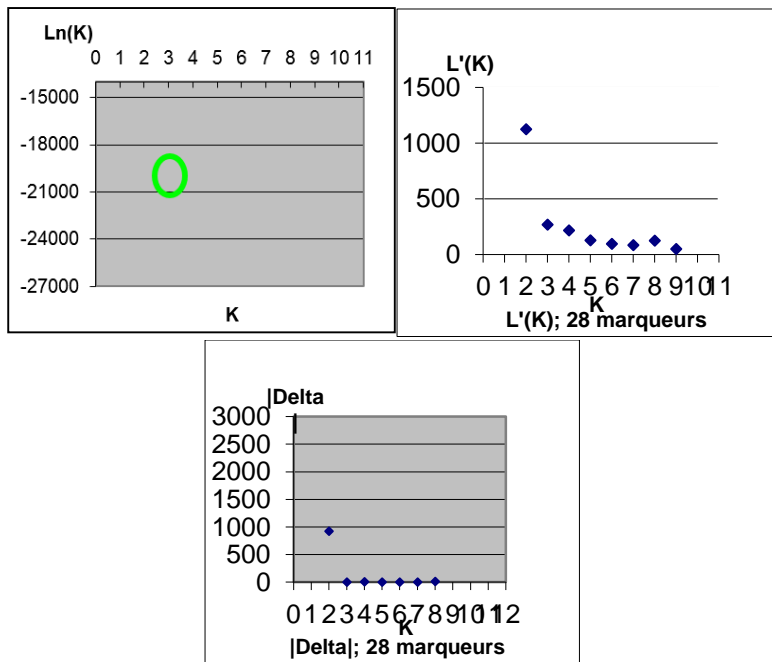 Ln(K)
0 1 2 3 4 5 6 7 8 9 10 11
-15000
-18000
-21000
-24000
-27000
K
L'(K)
1500
1000
500
0
0 1 2 3 4 5 6 7 8 9 10 11
K
L'(K); 28 marqueurs
|Delta
|
3000
2500
2000
1500
1000
500
0
0 1 2 3 4 5 6 7 8 9 10 11 12
K
|Delta|; 28 marqueurs